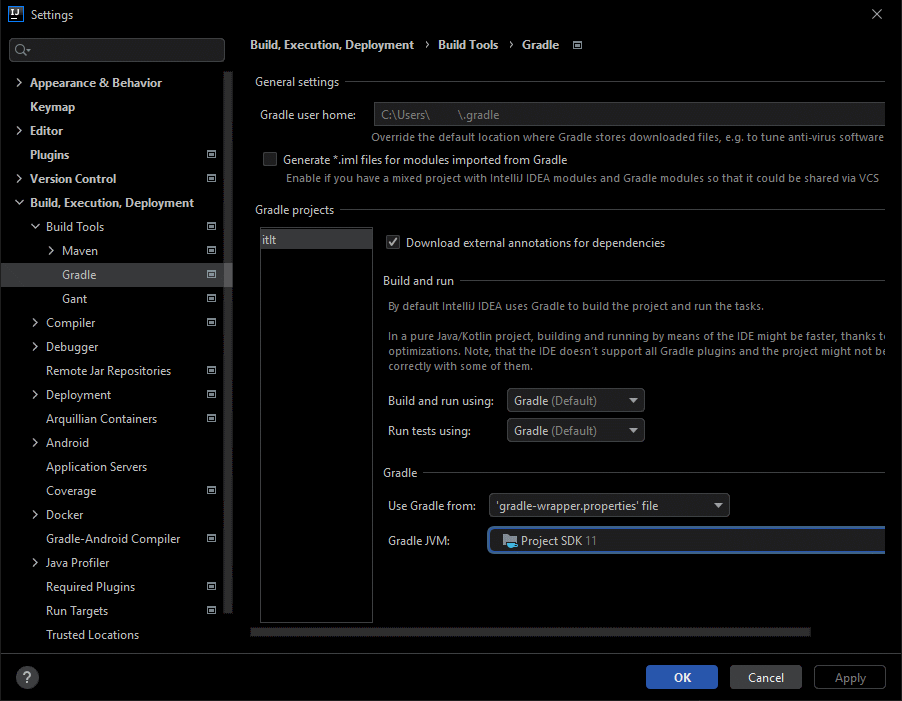 IJ Settings
Build, Execution, Deployment › Build Tools › Gradle
Appearance & Behavior
Keymap
Editor
Plugins
Version Control
Build, Execution, Deployment
Build Tools
Maven
Gradle
Gant
Compiler
Debugger
Remote Jar Repositories
Deployment
Arquillian Containers
Android
Application Servers
Coverage
Docker
Gradle-Android Compiler
Java Profiler
Required Plugins
Run Targets
Trusted Locations
General settings
Gradle user home: C:\Users\ \.gradle
Override the default location where Gradle stores downloaded files, e.g. to tune anti-virus software
Generate *.iml files for modules imported from Gradle
Enable if you have a mixed project with IntelliJ IDEA modules and Gradle modules so that it could be shared via VCS
Gradle projects
itlt
Download external annotations for dependencies
Build and run
By default IntelliJ IDEA uses Gradle to build the project and run the tasks.
In a pure Java/Kotlin project, building and running by means of the IDE might be faster, thanks to
optimizations. Note, that the IDE doesn't support all Gradle plugins and the project might not be
correctly with some of them.
Build and run using: Gradle (Default)
Run tests using: Gradle (Default)
Gradle
Use Gradle from: 'gradle-wrapper.properties' file
Gradle JVM: Project SDK 11
? OK Cancel Apply